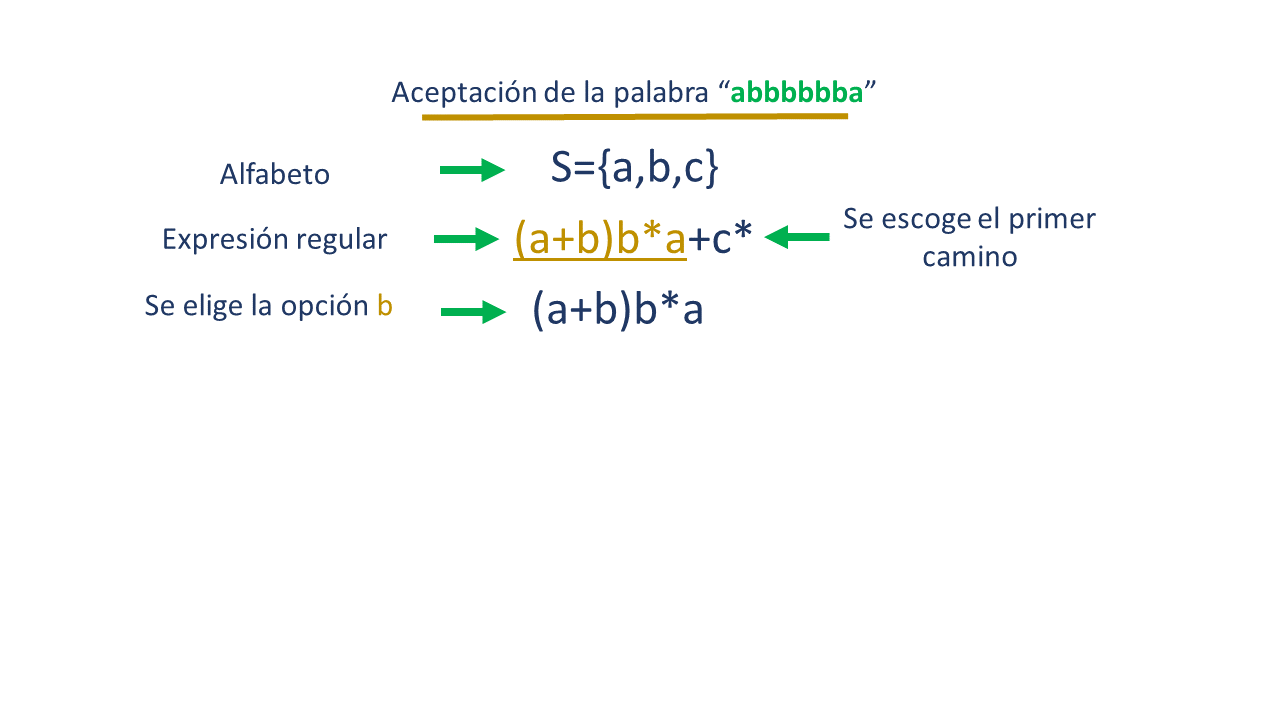 Aceptación de la palabra “abbbbbba”
Alfabeto
S={a,b,c}
Expresión regular
(a+b)b*a+c*
Se escoge el primer
camino
Se elige la opción b
(a+b)b*a